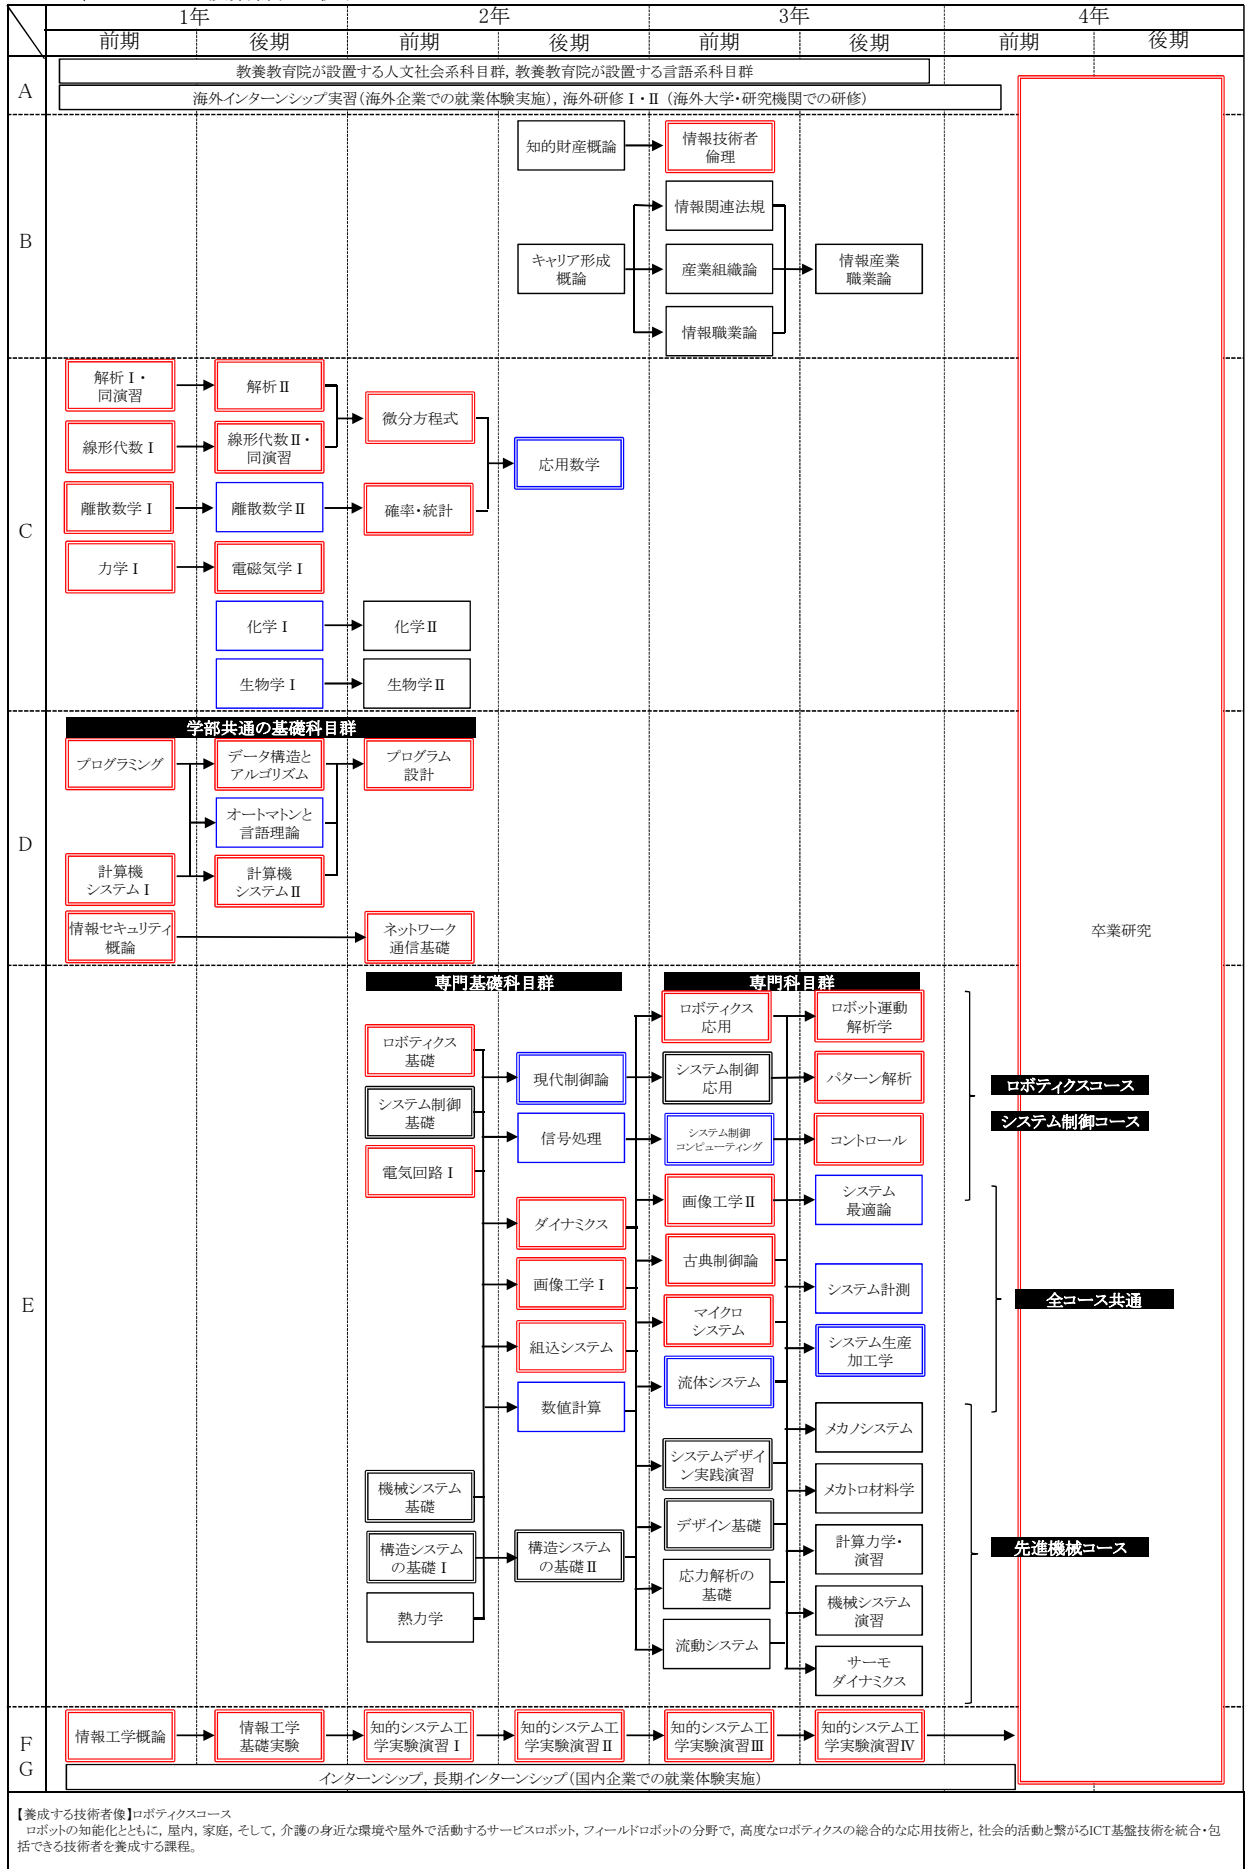 1年
2年
3年
4年
前期
後期
前期
後期
前期
後期
前期
後期
A
教養教育院が設置する人文社会系科目群，教養教育院が設置する言語系科目群
海外インターンシップ実習（海外企業での就業体験実施），海外研修Ⅰ・Ⅱ（海外大学・研究機関での研修）
B
知的財産概論
情報技術者
倫理
情報関連法規
キャリア形成
概論
産業組織論
情報産業
職業論
情報職業論
C
解析Ⅰ・
同演習
解析Ⅱ
微分方程式
線形代数Ⅰ
線形代数Ⅱ・
同演習
応用数学
離散数学Ⅰ
離散数学Ⅱ
確率・統計
力学Ⅰ
電磁気学Ⅰ
化学Ⅰ
化学Ⅱ
生物学Ⅰ
生物学Ⅱ
D
学部共通の基礎科目群
プログラミング
データ構造と
アルゴリズム
プログラム
設計
オートマトンと
言語理論
計算機
システムⅠ
計算機
システムⅡ
情報セキュリティ
概論
ネットワーク
通信基礎
卒業研究
E
専門基礎科目群
専門科目群
ロボティクス
基礎
システム制御
基礎
電気回路Ⅰ
機械システム
基礎
構造システム
の基礎Ⅰ
熱力学
現代制御論
信号処理
ダイナミクス
画像工学Ⅰ
組込システム
数値計算
構造システム
の基礎Ⅱ
ロボティクス
応用
システム制御
応用
システム制御
コンピューティング
画像工学Ⅱ
古典制御論
マイクロ
システム
流体システム
システムデザイ
ン実践演習
デザイン基礎
応力解析の
基礎
流動システム
ロボット運動
解析学
パターン解析
コントロール
システム
最適論
システム計測
システム生産
加工学
メカノシステム
メカトロ材料学
計算力学・
演習
機械システム
演習
サーモ
ダイナミクス
ロボティクスコース
システム制御コース
全コース共通
先進機械コース
F
G
情報工学概論
情報工学
基礎実験
知的システム工
学実験演習Ⅰ
知的システム工
学実験演習Ⅱ
知的システム工
学実験演習Ⅲ
知的システム工
学実験演習Ⅳ
インターンシップ，長期インターンシップ（国内企業での就業体験実施）
【養成する技術者像】ロボティクスコース
ロボットの知能化とともに，屋内，家庭，そして，介護の身近な環境や屋外で活動するサービスロボット，フィールドロボットの分野で，高度なロボティクスの総合的な応用技術と，社会的活動と繋がるICT基盤技術を統合・包
括できる技術者を養成する課程。